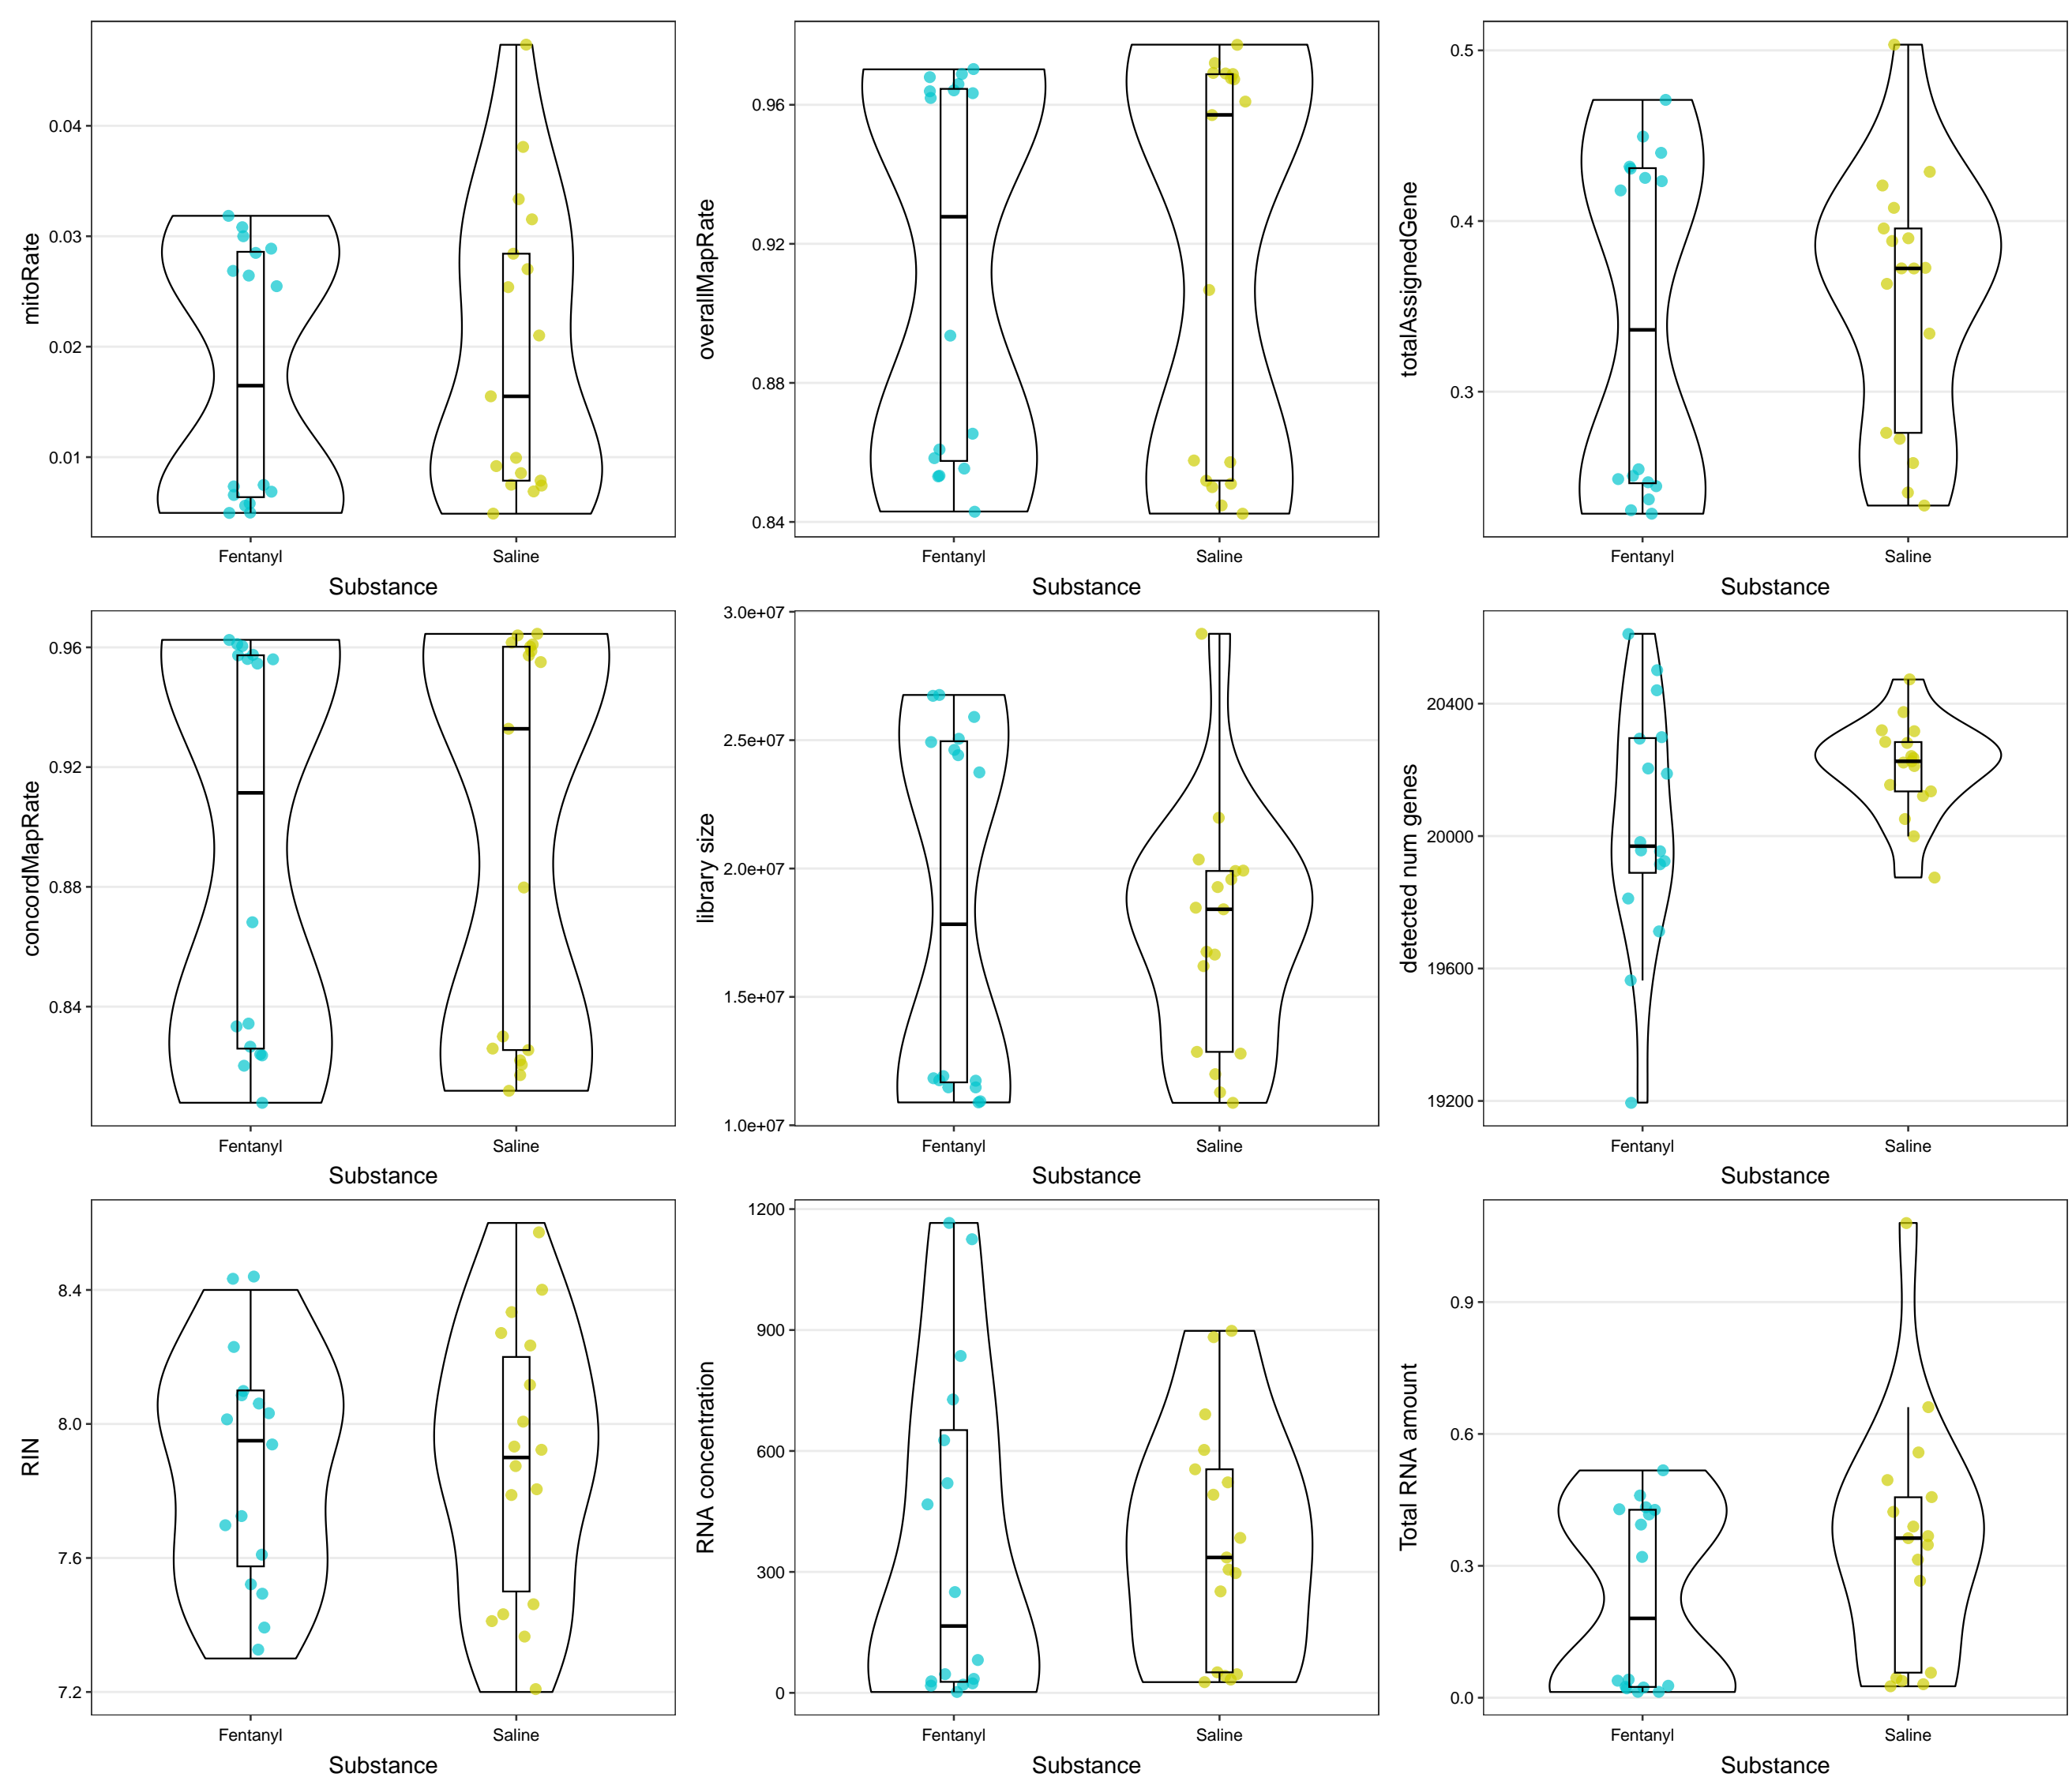 mitoRate
0.04
0.03
0.02
0.01
Fentanyl
Saline
Substance
overallMapRate
0.96
0.92
0.88
0.84
Fentanyl
Saline
Substance
totalAssignedGene
0.5
0.4
0.3
Fentanyl
Saline
Substance
concordMapRate
0.96
0.92
0.88
0.84
Fentanyl
Saline
Substance
library size
3.0e+07
2.5e+07
2.0e+07
1.5e+07
1.0e+07
Fentanyl
Saline
Substance
detected num genes
20400
20000
19600
19200
Fentanyl
Saline
Substance
RIN
8.4
8.0
7.6
7.2
Fentanyl
Saline
Substance
RNA concentration
1200
900
600
300
0
Fentanyl
Saline
Substance
Total RNA amount
0.9
0.6
0.3
0.0
Fentanyl
Saline
Substance